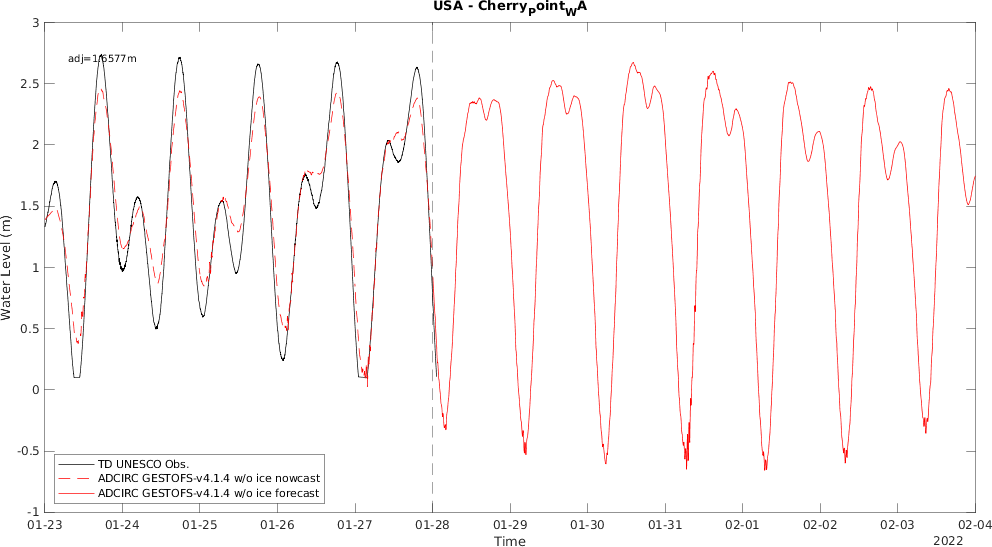 USA - CherryPointWA
adj=1.6577m
3
2.5
2
1.5
1
0.5
0
-0.5
-1
Water Level (m)
TD UNESCO Obs.
ADCIRC GESTOFS-v4.1.4 w/o ice nowcast
ADCIRC GESTOFS-v4.1.4 w/o ice forecast
01-23 01-24 01-25 01-26 01-27 01-28 01-29 01-30 01-31 02-01 02-02 02-03 02-04
Time
2022